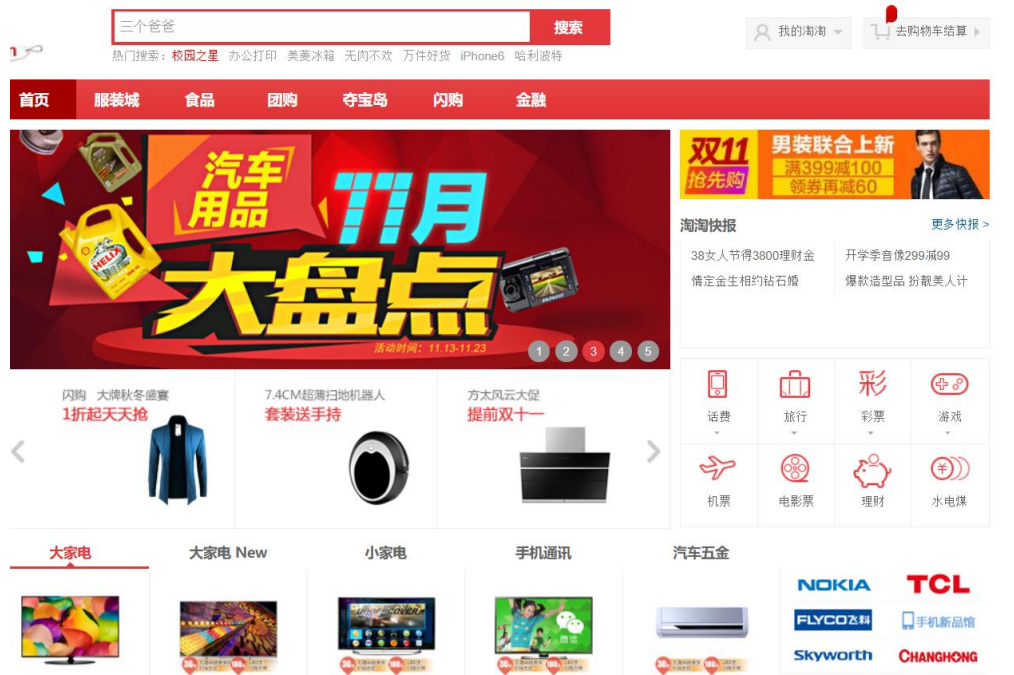 三个爸爸
搜索
我的淘淘
去购物车结算
热门搜索：校园之星 办公打印 美菱冰箱 无肉不欢 万件好货 iPhone6 哈利波特
首页 服装城 食品 团购 夺宝岛 闪购 金融
汽车
用品
11月
大盘点
活动时间：11.13-11.23
1 2 3 4 5
HELIX
双11
抢先购
男装联合上新
满399减100
领券再减60
淘淘快报
更多快报 >
38女人节得3800理财金
开学季音像299减99
情定金生相约钻石婚
爆款造型品 扮靓美人计
闪购 大牌秋冬盛宴
1折起天天抢
7.4CM超薄扫地机器人
套装送手持
方太风云大促
提前双十一
话费 旅行 彩票 游戏
机票 电影票 理财 水电煤
大家电 大家电 New 小家电 手机通讯 汽车五金
NOKIA TCL
FLYCO飞科 手机新品馆
Skyworth CHANGHONG
微信